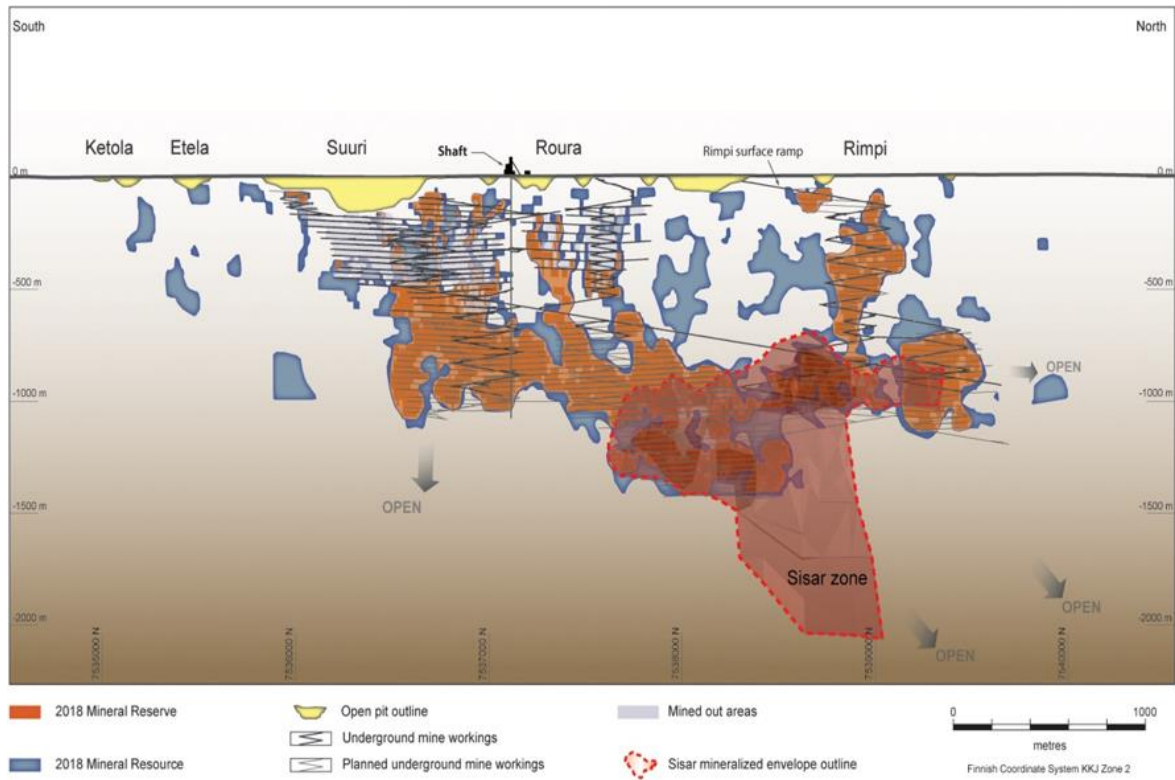 South
North
Ketola
Etela
Suuri
Shaft
Roura
Rimpi surface ramp
Rimpi
0 m
0 m
-500 m
-500 m
OPEN
-1000 m
-1000 m
OPEN
-1500 m
-1500 m
Sisar zone
OPEN
-2000 m
-2000 m
OPEN
7535000 N
7536000 N
7537000 N
7538000 N
7539000 N
7540000 N
2018 Mineral Reserve
Open pit outline
Mined out areas
0
1000
Underground mine workings
metres
2018 Mineral Resource
Planned underground mine workings
Sisar mineralized envelope outline
Finnish Coordinate System KKJ Zone 2